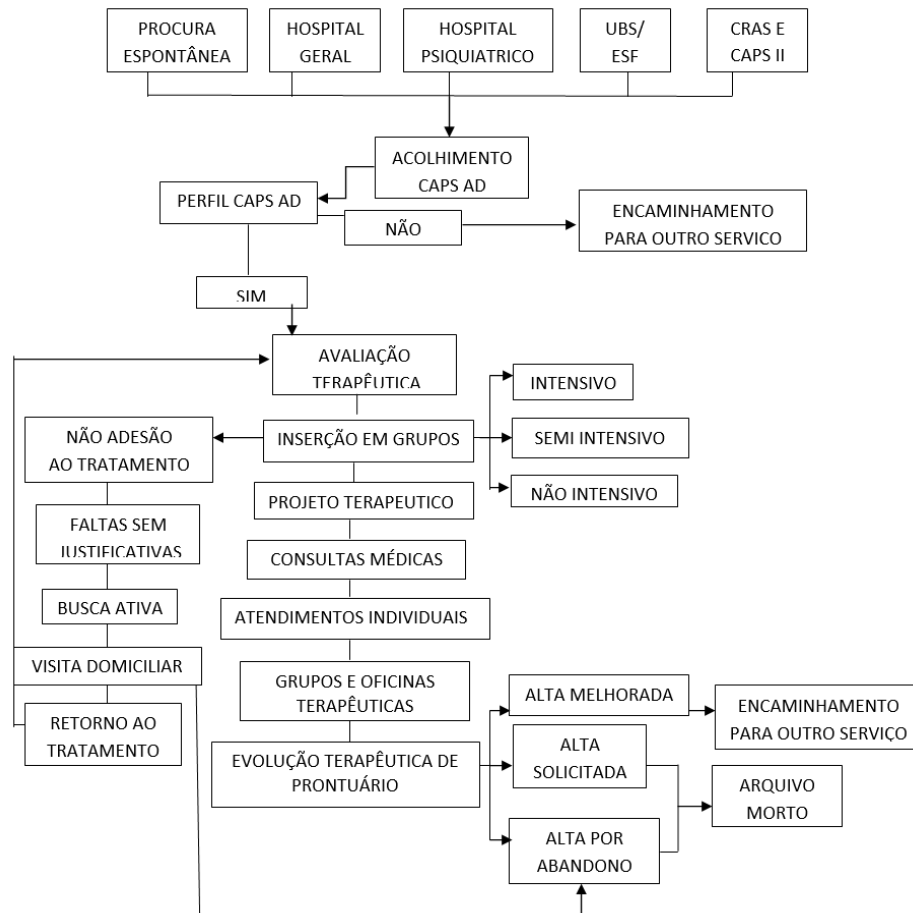 PROCURA
ESPONTÂNEA
HOSPITAL
GERAL
HOSPITAL
PSIQUIATRICO
UBS/
ESF
CRAS E
CAPS II
ACOLHIMENTO
CAPS AD
PERFIL CAPS AD
NÃO
ENCAMINHAMENTO
PARA OUTRO SERVICO
SIM
AVALIAÇÃO
TERAPÊUTICA
INTENSIVO
NÃO ADESÃO
AO TRATAMENTO
INSERÇÃO EM GRUPOS
SEMI INTENSIVO
NÃO INTENSIVO
PROJETO TERAPEUTICO
FALTAS SEM
JUSTIFICATIVAS
CONSULTAS MÉDICAS
BUSCA ATIVA
ATENDIMENTOS INDIVIDUAIS
VISITA DOMICILIAR
GRUPOS E OFICINAS
TERAPÊUTICAS
ALTA MELHORADA
ENCAMINHAMENTO
PARA OUTRO SERVIÇO
RETORNO AO
TRATAMENTO
EVOLUÇÃO TERAPÊUTICA DE
PRONTUÁRIO
ALTA
SOLICITADA
ARQUIVO
MORTO
ALTA POR
ABANDONO